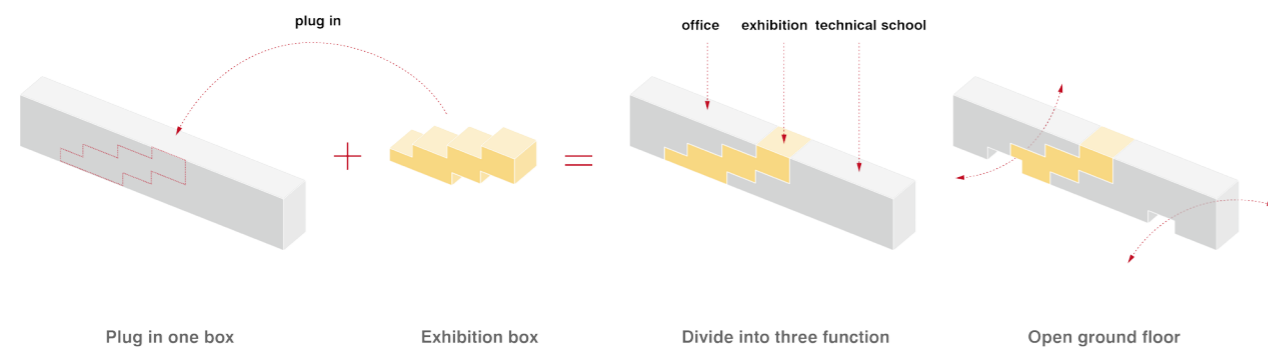 plug in
office exhibition technical school
Plug in one box
Exhibition box
Divide into three function
Open ground floor